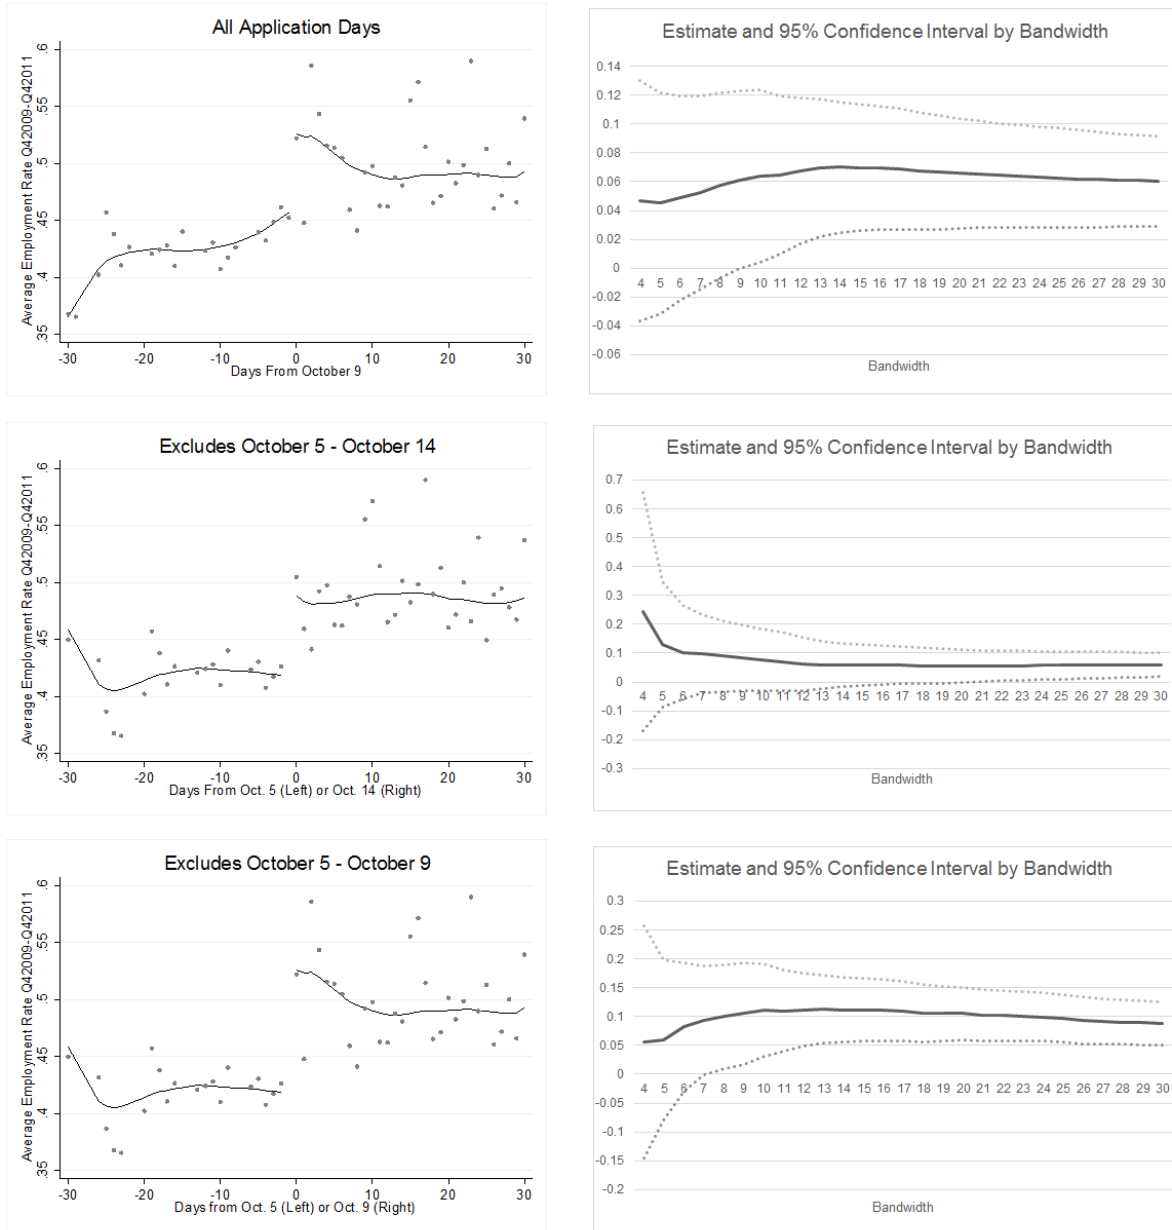 All Application Days
Average Employment Rate Q42009-Q42011
.6
.55
.5
.45
.4
.35
-30 -20 -10 0 10 20 30
Days From October 9
Estimate and 95% Confidence Interval by Bandwidth
0.14
0.12
0.1
0.08
0.06
0.04
0.02
0
4 5 6 7 8 9 10 11 12 13 14 15 16 17 18 19 20 21 22 23 24 25 26 27 28 29 30
-0.02
-0.04
-0.06
Bandwidth
Excludes October 5 - October 14
Average Employment Rate Q42009-Q42011
.6
.55
.5
.45
.4
.35
-30 -20 -10 0 10 20 30
Days From Oct. 5 (Left) or Oct. 14 (Right)
Estimate and 95% Confidence Interval by Bandwidth
0.7
0.6
0.5
0.4
0.3
0.2
0.1
0
4 5 6 7 8 9 10 11 12 13 14 15 16 17 18 19 20 21 22 23 24 25 26 27 28 29 30
-0.1
-0.2
-0.3
Bandwidth
Excludes October 5 - October 9
Average Employment Rate Q42009-Q42011
.6
.55
.5
.45
.4
.35
-30 -20 -10 0 10 20 30
Days from Oct. 5 (Left) or Oct. 9 (Right)
Estimate and 95% Confidence Interval by Bandwidth
0.3
0.25
0.2
0.15
0.1
0.05
0
4 5 6 7 8 9 10 11 12 13 14 15 16 17 18 19 20 21 22 23 24 25 26 27 28 29 30
-0.05
-0.1
-0.15
-0.2
Bandwidth